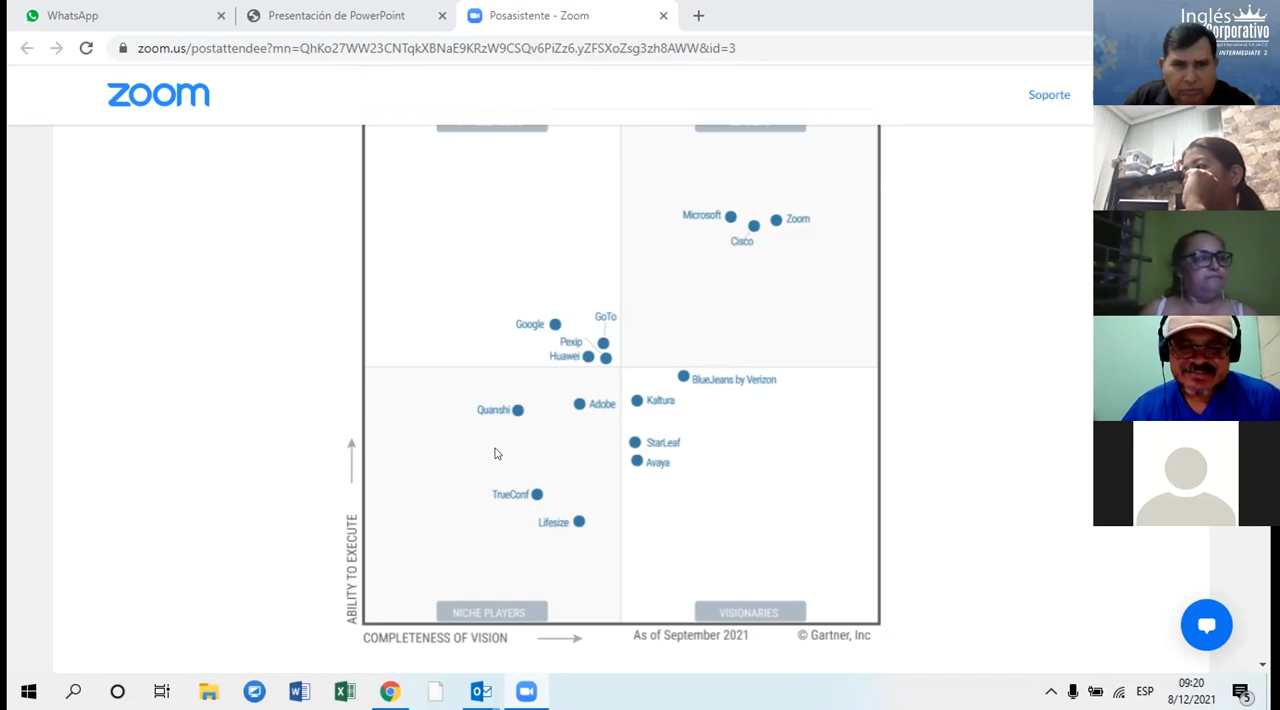 WhatsApp
Presentación de PowerPoint
Posasistente - Zoom
zoom.us/postattendee?mn=QhKo27WW23CNTqkXBNaE9KRzW9CSQv6PiZz6.yZFSXoZsg3zh8AWW&id=3
Inglés
Corporativo
INTERMEDIATE 2
zoom
Soporte
Microsoft
Zoom
Cisco
Google
GoTo
Pexip
Huawei
BlueJeans by Verizon
Quanshi
Adobe
Kaltura
StarLeaf
Avaya
TrueConf
Lifesize
ABILITY TO EXECUTE
NICHE PLAYERS
VISIONARIES
COMPLETENESS OF VISION
As of September 2021
© Gartner, Inc
ESP
09:20
8/12/2021
5